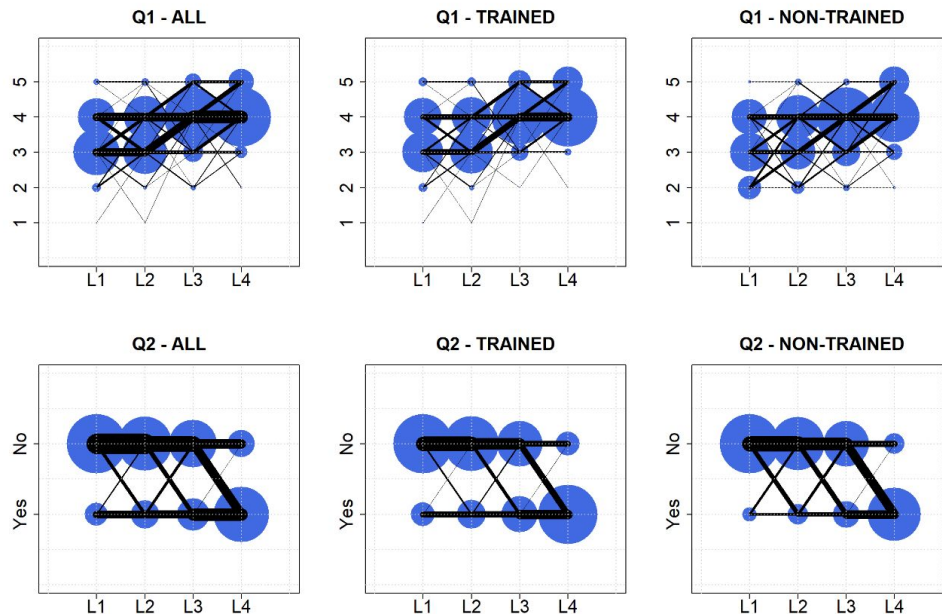 Q1 - ALL
5
4
3
2
1
L1 L2 L3 L4
Q1 - TRAINED
5
4
3
2
1
L1 L2 L3 L4
Q1 - NON-TRAINED
5
4
3
2
1
L1 L2 L3 L4
Q2 - ALL
No
Yes
L1 L2 L3 L4
Q2 - TRAINED
No
Yes
L1 L2 L3 L4
Q2 - NON-TRAINED
No
Yes
L1 L2 L3 L4